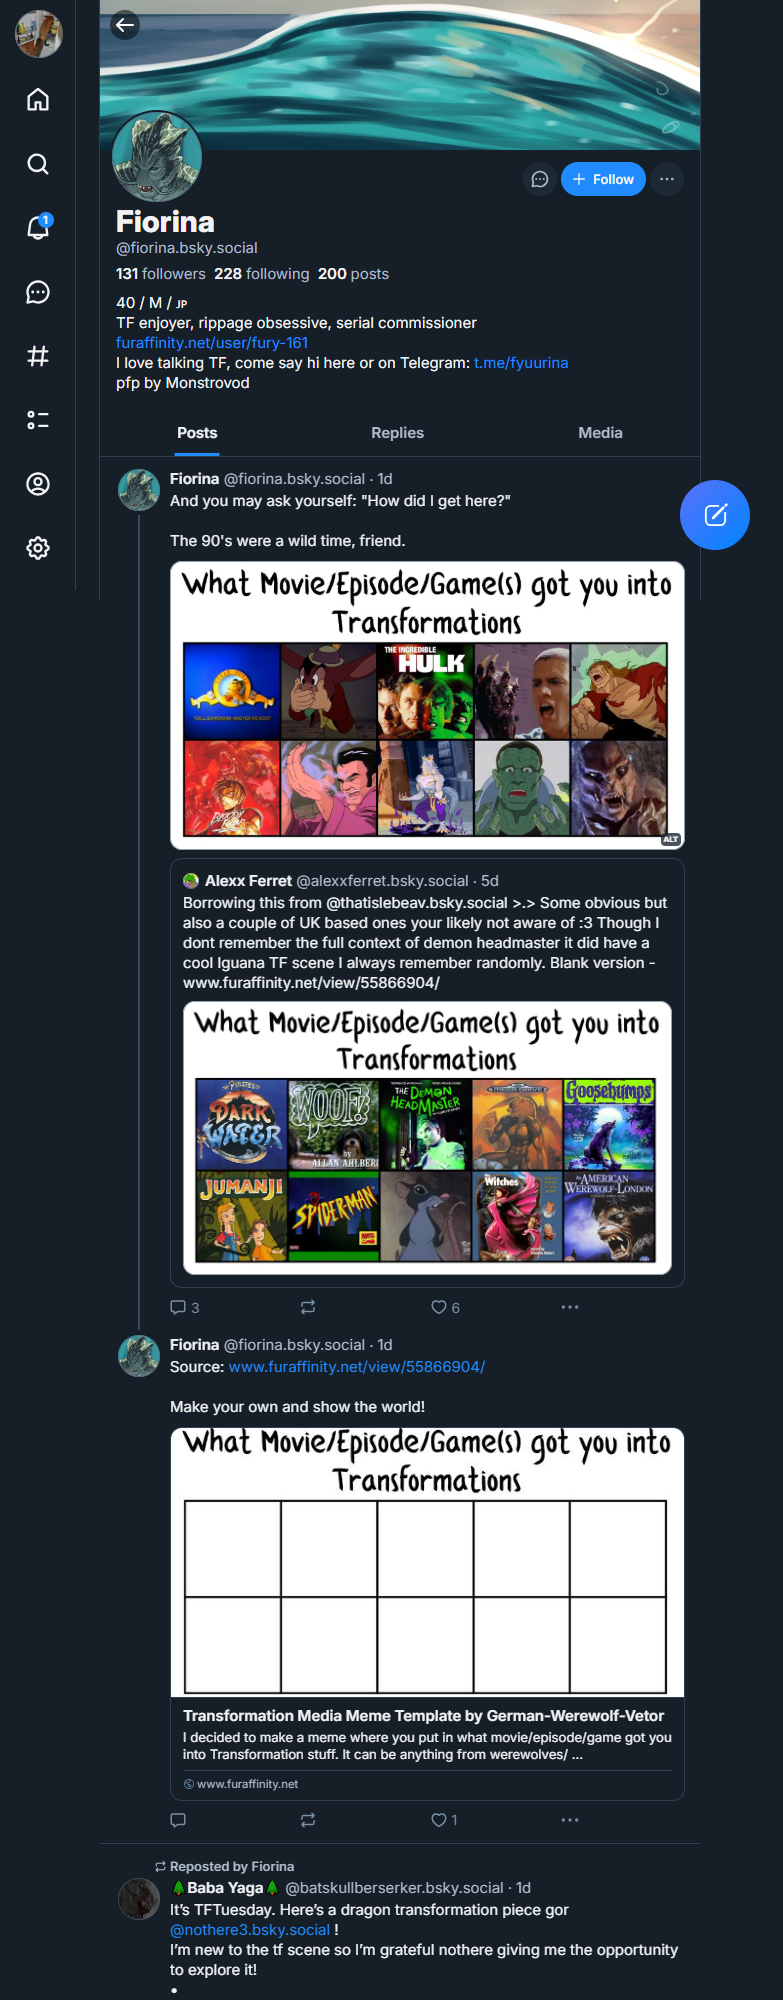 1
+ Follow
Fiorina
@fiorina.bsky.social
131 followers 228 following 200 posts
40 / M / JP
TF enjoyer, rippage obsessive, serial commissioner
furaffinity.net/user/fury-161
I love talking TF, come say hi here or on Telegram: t.me/fyuurina
pfp by Monstrovod
Posts Replies Media
Fiorina @fiorina.bsky.social · 1d
And you may ask yourself: "How did I get here?"
The 90's were a wild time, friend.
What Movie/Episode/Game(s) got you into
Transformations
THE INCREDIBLE
HULK
BLOODY
ALT
Alexx Ferret @alexxferret.bsky.social · 5d
Borrowing this from @thatislebeav.bsky.social >.> Some obvious but
also a couple of UK based ones your likely not aware of :3 Though I
dont remember the full context of demon headmaster it did have a
cool Iguana TF scene I always remember randomly. Blank version -
www.furaffinity.net/view/55866904/
What Movie/Episode/Game(s) got you into
Transformations
THE PIRATES OF
DARK
WATER
WOOF!
by
ALLAN AHLBERG
THE DEMON
HEADMASTER
MEGA DRIVE
Goosebumps
JUMANJI
SPIDER-MAN
Witches
AN AMERICAN
WEREWOLF IN LONDON
3 6
Fiorina @fiorina.bsky.social · 1d
Source: www.furaffinity.net/view/55866904/
Make your own and show the world!
What Movie/Episode/Game(s) got you into
Transformations
Transformation Media Meme Template by German-Werewolf-Vetor
I decided to make a meme where you put in what movie/episode/game got you
into Transformation stuff. It can be anything from werewolves/ ...
www.furaffinity.net
1
Reposted by Fiorina
🌲Baba Yaga🌲 @batskullberserker.bsky.social · 1d
It's TFTuesday. Here's a dragon transformation piece gor
@nothere3.bsky.social !
I'm new to the tf scene so I'm grateful nothere giving me the opportunity
to explore it!
•